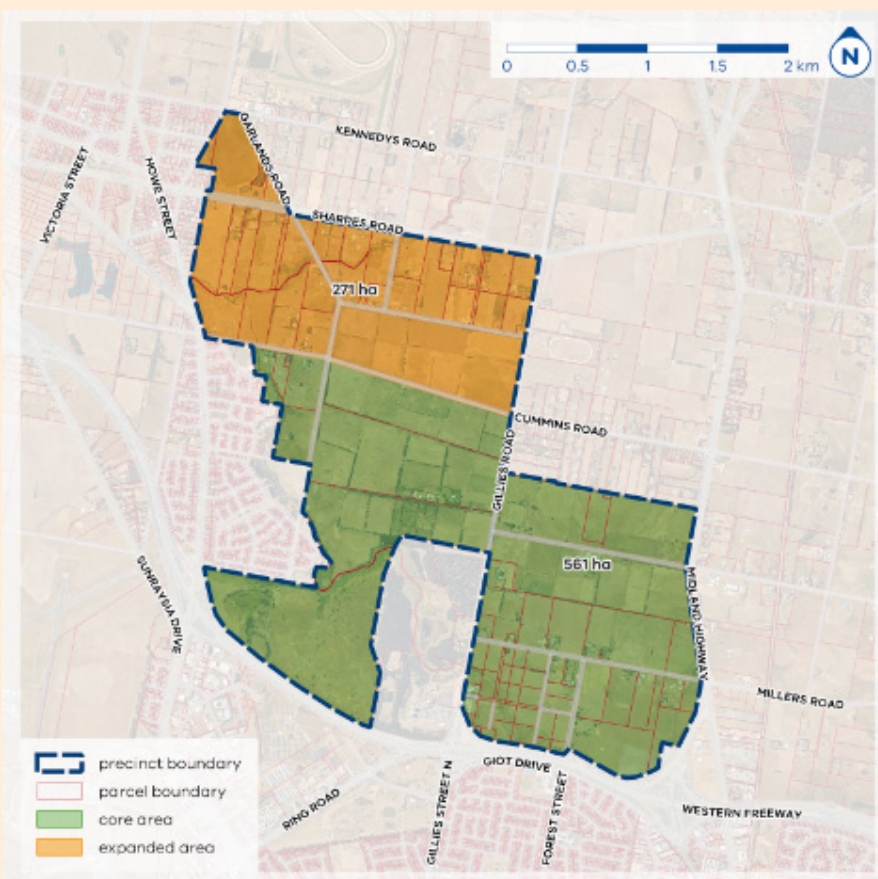 0 0.5 1 1.5 2 km
N
KENNEDYS ROAD
GARLANDS ROAD
VICTORIA STREET
HOWE STREET
SHARPES ROAD
271 ha
CUMMINS ROAD
GILLIES ROAD
561 ha
SUNRAYSIA DRIVE
MIDLAND HIGHWAY
MILLERS ROAD
precinct boundary
parcel boundary
core area
expanded area
GIOT DRIVE
RING ROAD
GILLIES STREET N
FOREST STREET
WESTERN FREEWAY